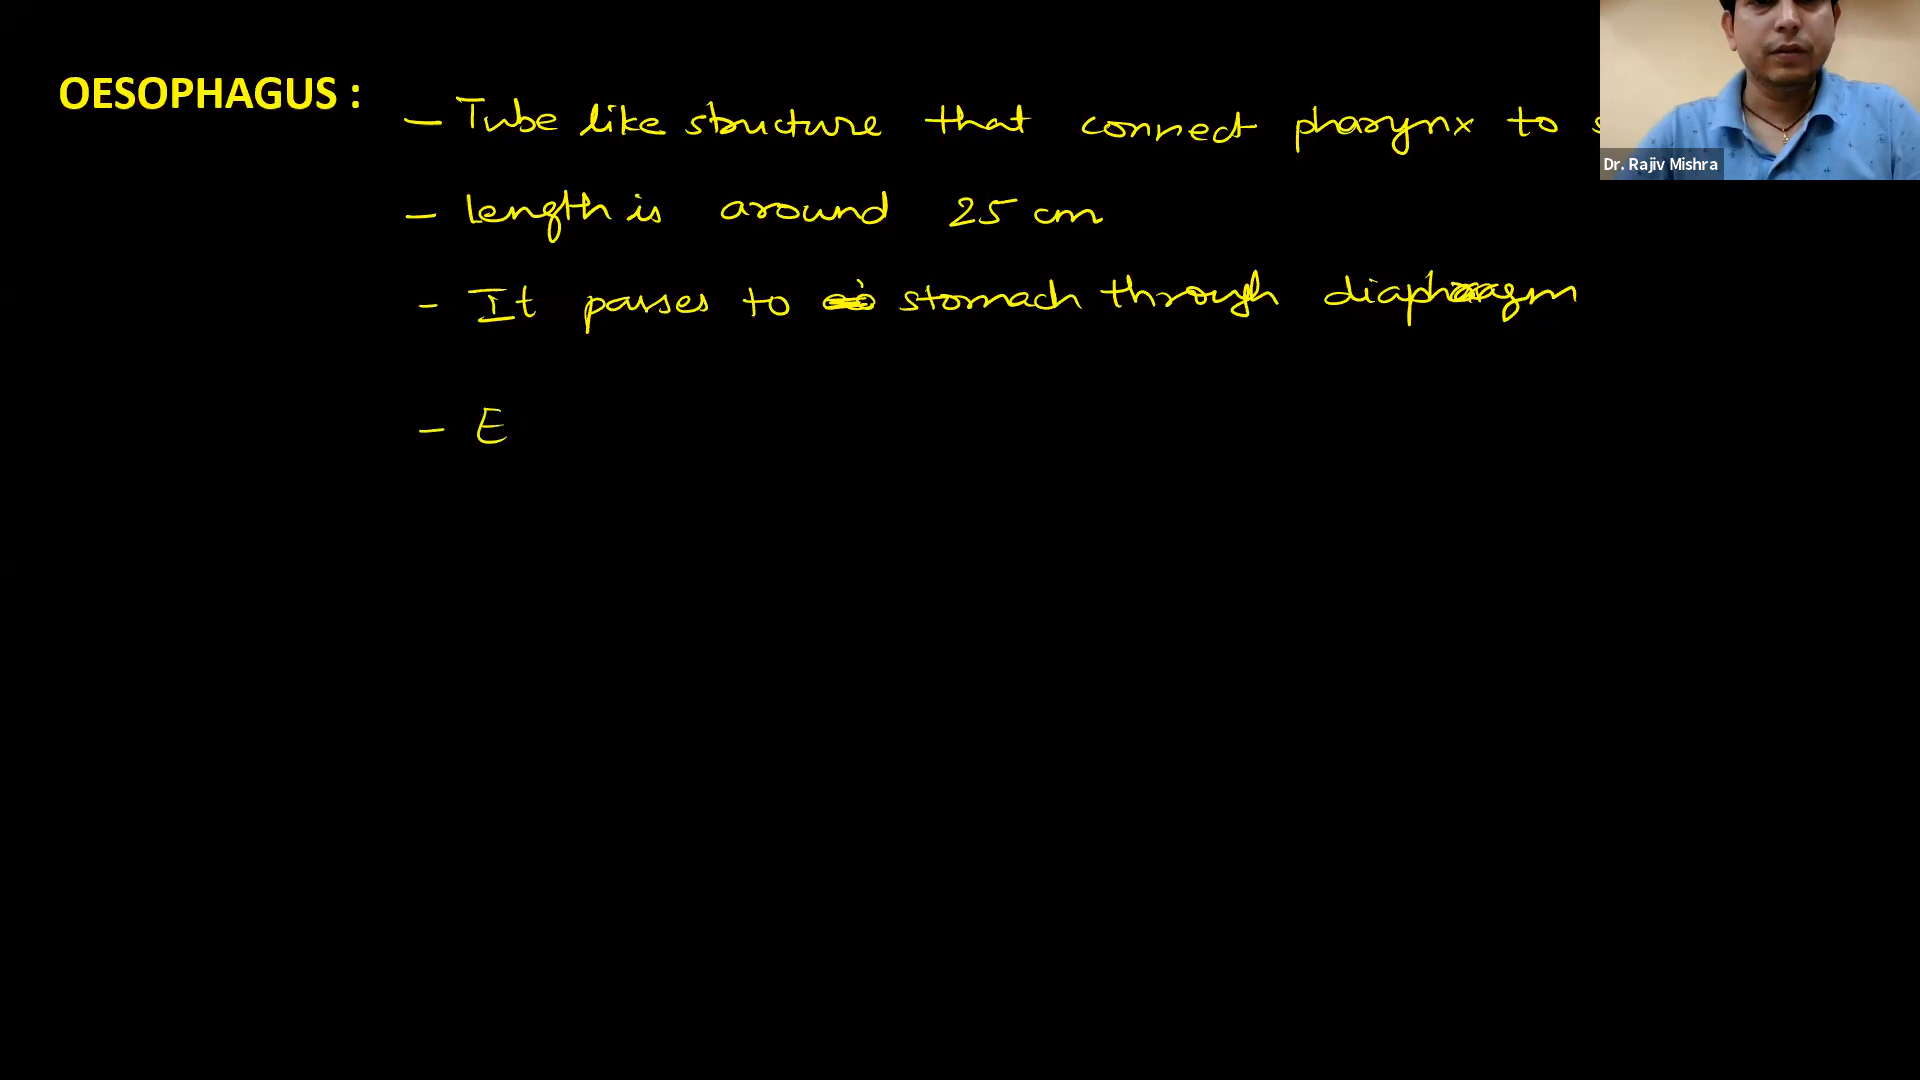 OESOPHAGUS :
– Tube like structure that connect pharynx to
Dr. Rajiv Mishra
– length is around 25 cm
– It passes to stomach through diaphragm
– E